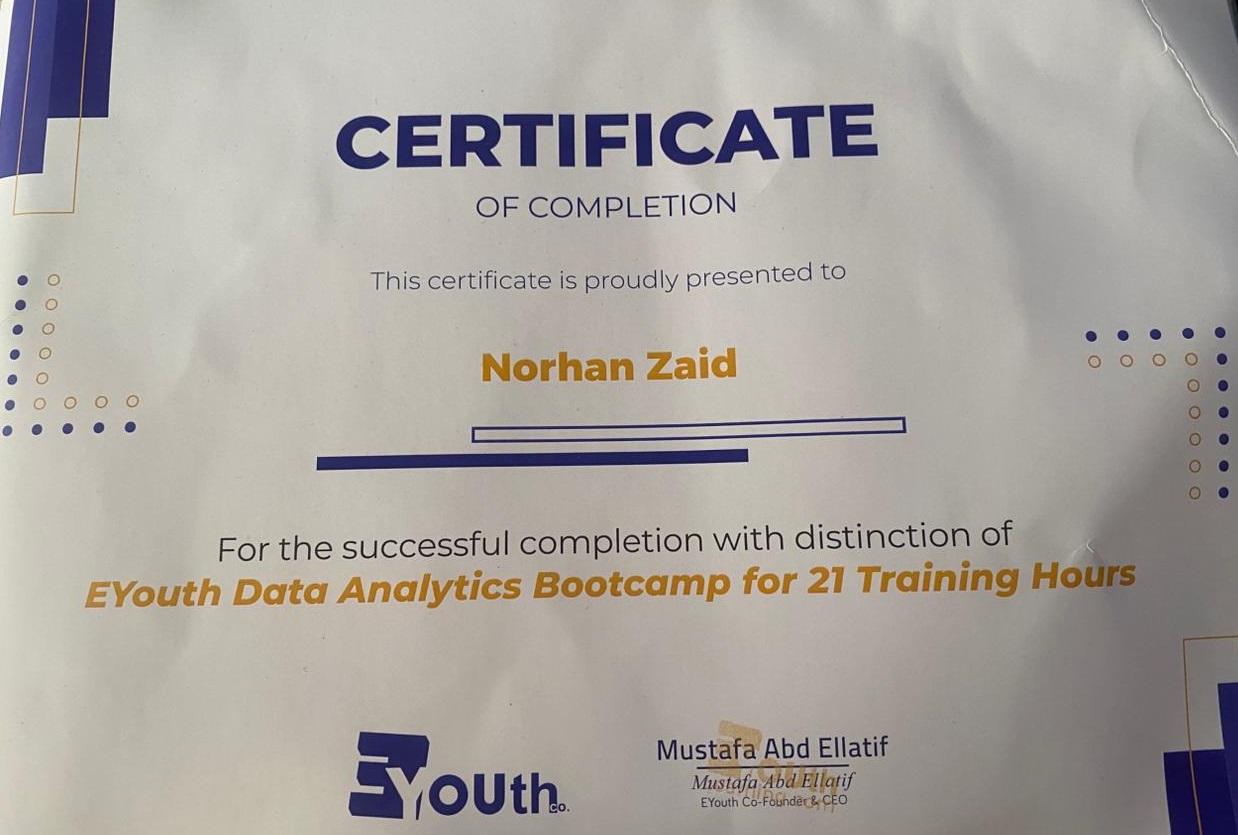 CERTIFICATE
OF COMPLETION
This certificate is proudly presented to
Norhan Zaid
For the successful completion with distinction of
EYouth Data Analytics Bootcamp for 21 Training Hours
EYouth co.
Mustafa Abd Ellatif
Mustafa Abd Ellatif
EYouth Co-Founder & CEO